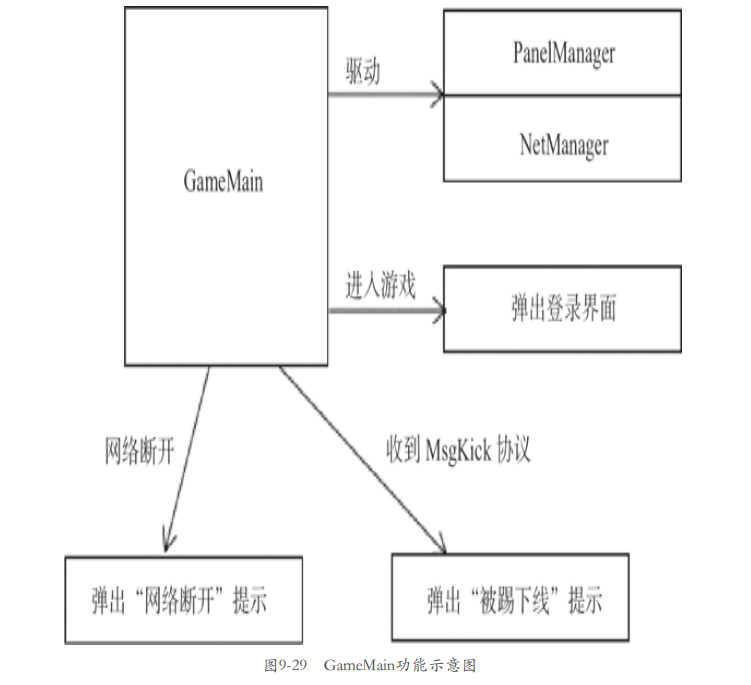 驱动
PanelManager
NetManager
GameMain
进入游戏
弹出登录界面
网络断开
收到 MsgKick 协议
弹出“网络断开”提示
弹出“被踢下线”提示
图9-29 GameMain功能示意图